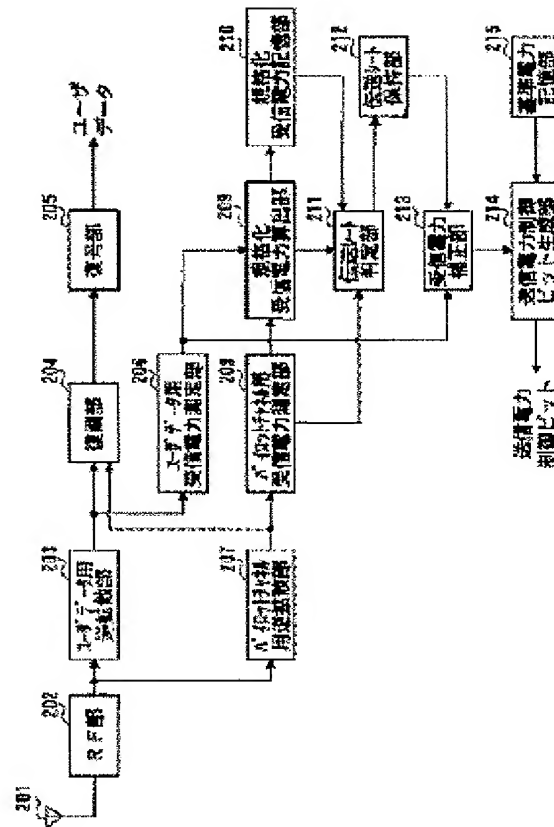 201
202
RF部
203
ユーザデータ用
逆拡散部
204
復調部
205
復号部
ユーザ
データ
206
ユーザデータ用
受信電力測定部
207
パイロットチャネル
用逆拡散部
208
パイロットチャネル用
受信電力測定部
209
規格化
受信電力算出部
210
規格化
受信電力記憶部
211
伝送レート
判定部
212
伝送レート
保持部
213
受信電力
補正部
214
送信電力制御
ビット生成部
215
基準電力
記憶部
送信電力
制御ビット